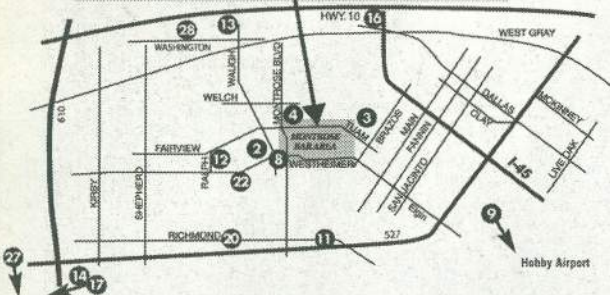 HWY. 10
16
13
28
WEST GRAY
WASHINGTON
WAUGH
MONTROSE BLVD
610
WELCH
4
3
DALLAS
MCKINNEY
CLAY
TUAM
BRAZOS
MAIN
FANNIN
MONTROSE
BAR AREA
FAIRVIEW
12
2
8
WESTHEIMER
I-45
LIVE OAK
KIRBY
SHEPHERD
RALPH
22
SAN JACINTO
Elgin
9
RICHMOND
20
11
527
Hobby Airport
27
14
17